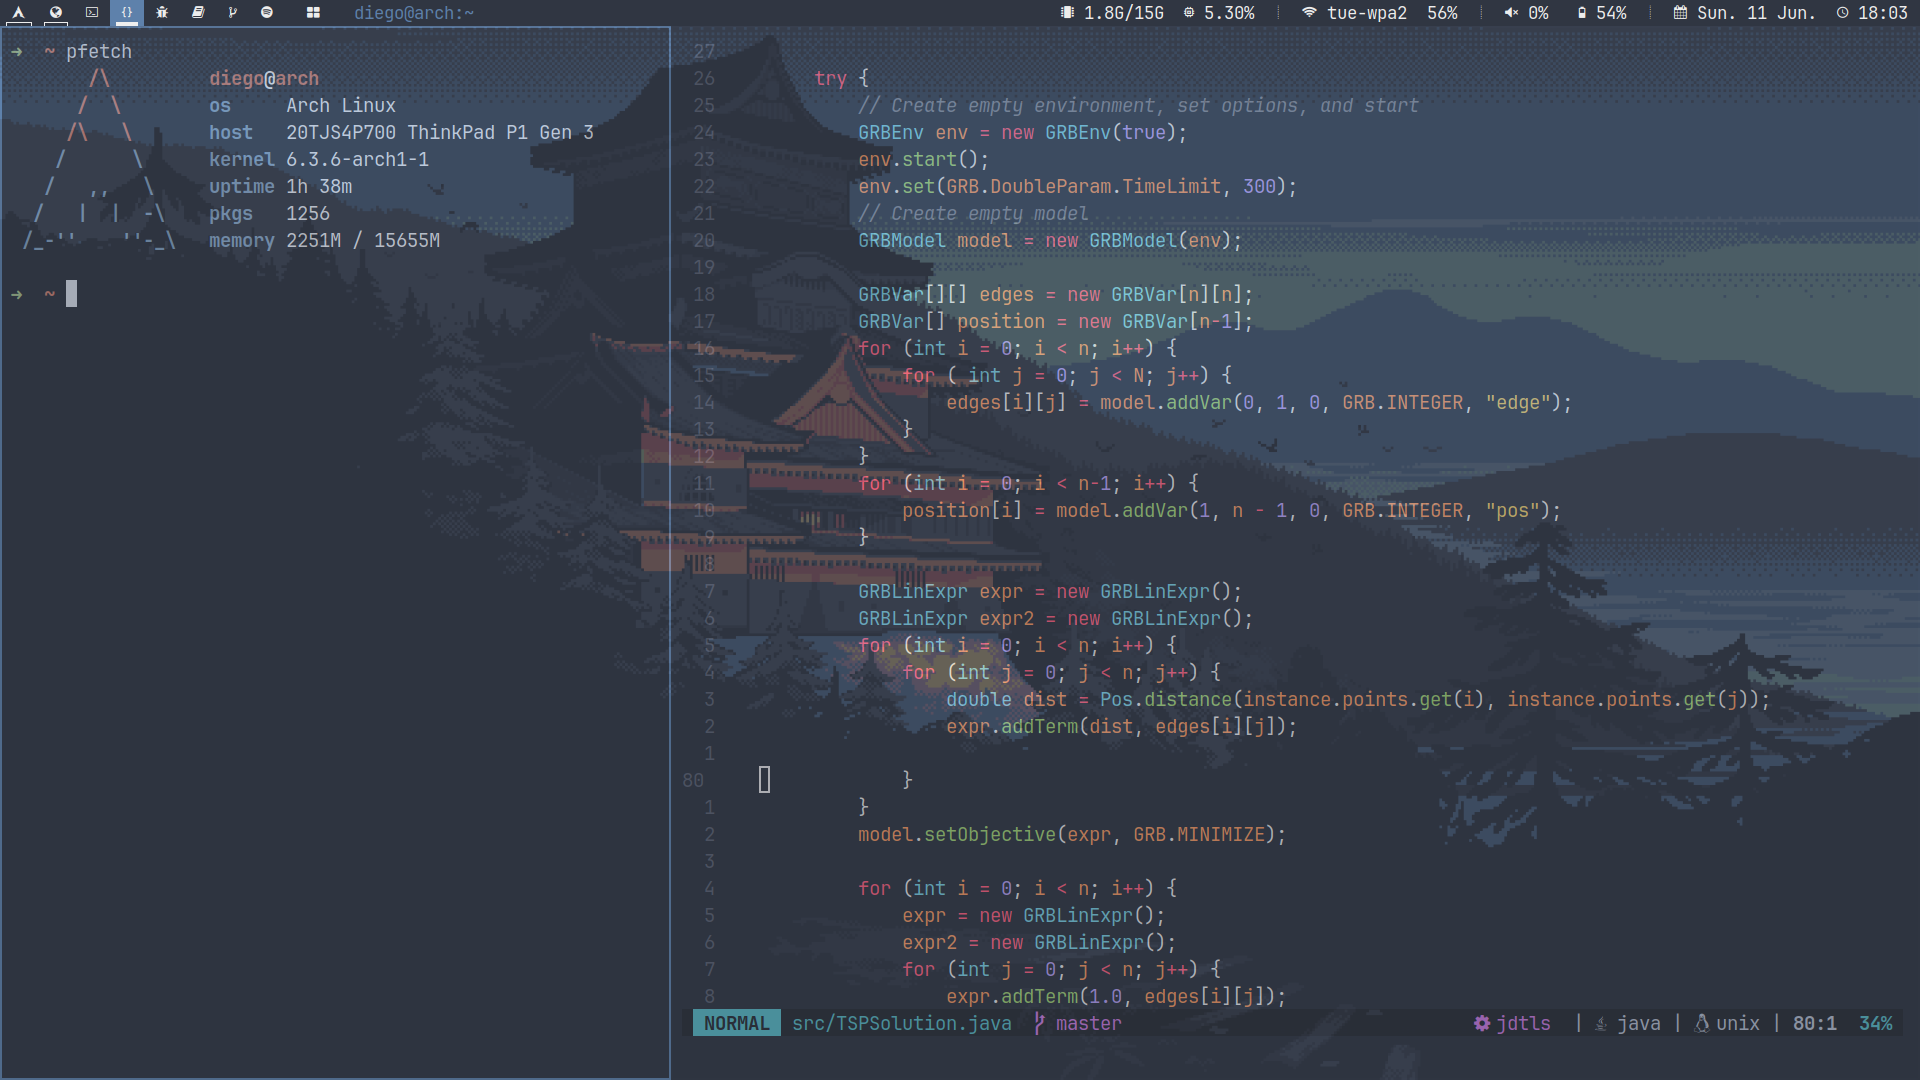 diego@arch:~ 1.8G/15G 5.30% tue-wpa2 56% 0% 54% Sun. 11 Jun. 18:03
→ ~ pfetch
diego@arch
os Arch Linux
host 20TJS4P700 ThinkPad P1 Gen 3
kernel 6.3.6-arch1-1
uptime 1h 38m
pkgs 1256
memory 2251M / 15655M
→ ~
27
26 try {
25 // Create empty environment, set options, and start
24 GRBEnv env = new GRBEnv(true);
23 env.start();
22 env.set(GRB.DoubleParam.TimeLimit, 300);
21 // Create empty model
20 GRBModel model = new GRBModel(env);
19
18 GRBVar[][] edges = new GRBVar[n][n];
17 GRBVar[] position = new GRBVar[n-1];
16 for (int i = 0; i < n; i++) {
15 for ( int j = 0; j < N; j++) {
14 edges[i][j] = model.addVar(0, 1, 0, GRB.INTEGER, "edge");
13 }
12 }
11 for (int i = 0; i < n-1; i++) {
10 position[i] = model.addVar(1, n - 1, 0, GRB.INTEGER, "pos");
9 }
8
7 GRBLinExpr expr = new GRBLinExpr();
6 GRBLinExpr expr2 = new GRBLinExpr();
5 for (int i = 0; i < n; i++) {
4 for (int j = 0; j < n; j++) {
3 double dist = Pos.distance(instance.points.get(i), instance.points.get(j));
2 expr.addTerm(dist, edges[i][j]);
1
80 }
1 }
2 model.setObjective(expr, GRB.MINIMIZE);
3
4 for (int i = 0; i < n; i++) {
5 expr = new GRBLinExpr();
6 expr2 = new GRBLinExpr();
7 for (int j = 0; j < n; j++) {
8 expr.addTerm(1.0, edges[i][j]);
NORMAL src/TSPSolution.java master jdtls | java | unix | 80:1 34%